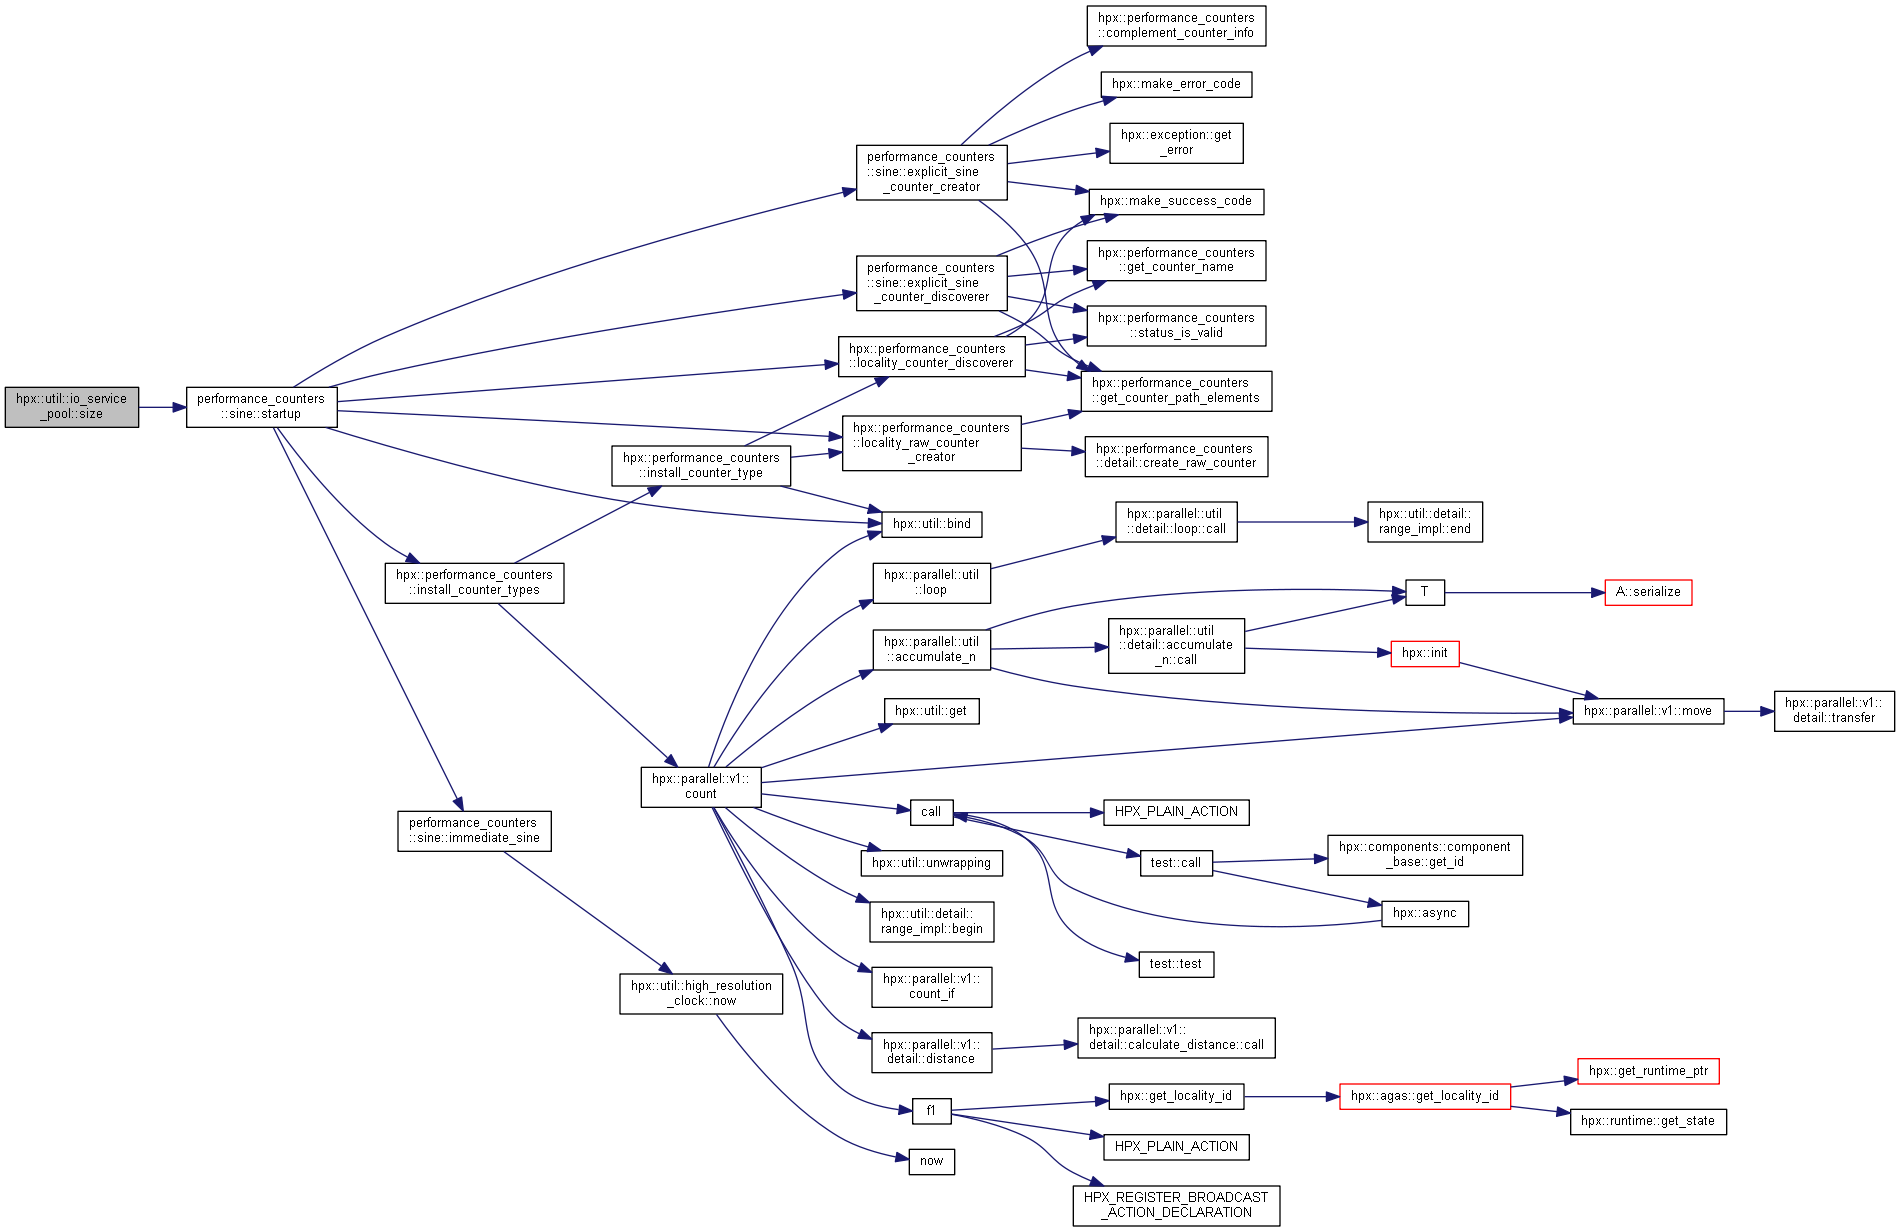 hpx::util::io_service
_pool::size
performance_counters
::sine::startup
performance_counters
::sine::explicit_sine
_counter_creator
hpx::performance_counters
::complement_counter_info
hpx::make_error_code
hpx::exception::get
_error
hpx::make_success_code
performance_counters
::sine::explicit_sine
_counter_discoverer
hpx::performance_counters
::get_counter_name
hpx::performance_counters
::status_is_valid
hpx::performance_counters
::locality_counter_discoverer
hpx::performance_counters
::get_counter_path_elements
hpx::performance_counters
::locality_raw_counter
_creator
hpx::performance_counters
::detail::create_raw_counter
hpx::performance_counters
::install_counter_type
hpx::util::bind
hpx::performance_counters
::install_counter_types
hpx::parallel::util
::loop
hpx::parallel::util
::detail::loop::call
hpx::util::detail::
range_impl::end
hpx::parallel::util
::accumulate_n
hpx::parallel::util
::detail::accumulate
_n::call
T
A::serialize
hpx::init
hpx::util::get
hpx::parallel::v1::move
hpx::parallel::v1::
detail::transfer
hpx::parallel::v1::
count
call
HPX_PLAIN_ACTION
performance_counters
::sine::immediate_sine
hpx::util::unwrapping
test::call
hpx::components::component
_base::get_id
hpx::util::detail::
range_impl::begin
hpx::async
test::test
hpx::parallel::v1::
count_if
hpx::util::high_resolution
_clock::now
hpx::parallel::v1::
detail::distance
hpx::parallel::v1::
detail::calculate_distance::call
f1
hpx::get_locality_id
hpx::agas::get_locality_id
hpx::get_runtime_ptr
hpx::runtime::get_state
HPX_PLAIN_ACTION
now
HPX_REGISTER_BROADCAST
_ACTION_DECLARATION